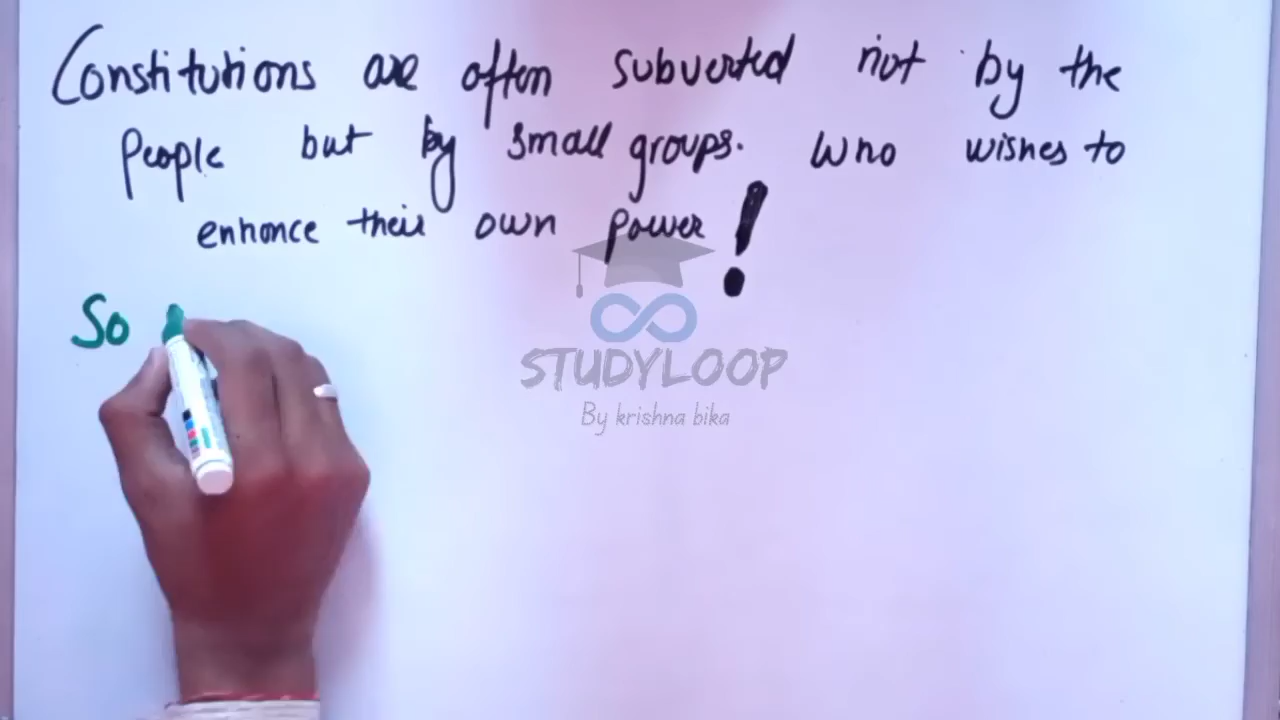 Constitutions are often subverted not by the
People but by small groups. Who wishes to
enhance their own power !
So
STUDYLOOP
By krishna bika